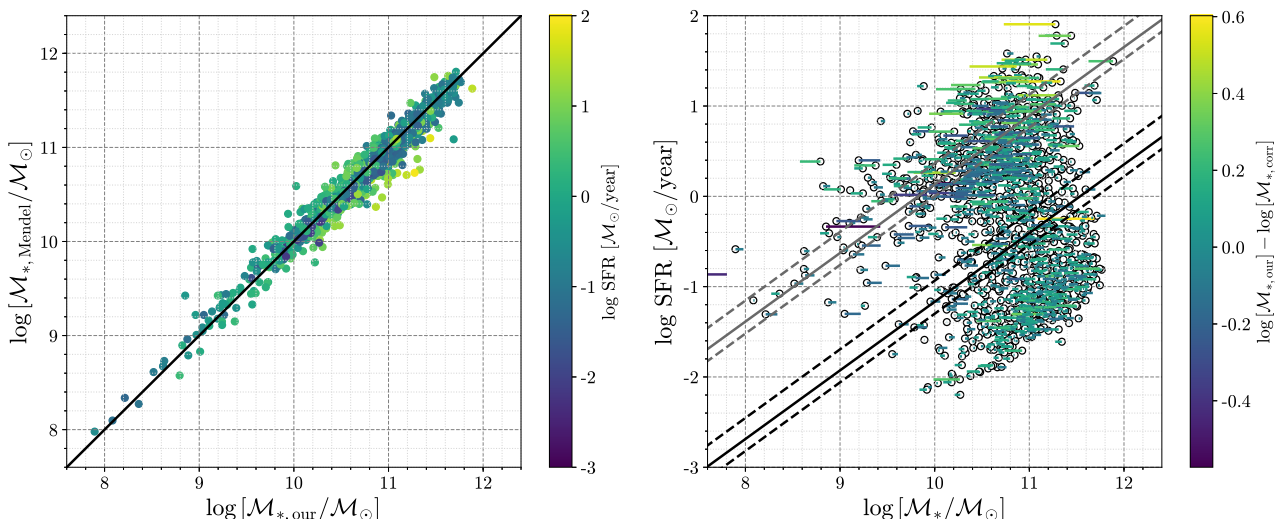 12
11
10
9
8
log [M*,Mendel/M⊙]
8 9 10 11 12
log [M*,our/M⊙]
2
1
0
-1
-2
-3
log SFR [M⊙/year]
2
1
0
-1
-2
-3
log SFR [M⊙/year]
8 9 10 11 12
log [M*/M⊙]
0.6
0.4
0.2
0.0
-0.2
-0.4
log [M*,our] − log [M*,corr]